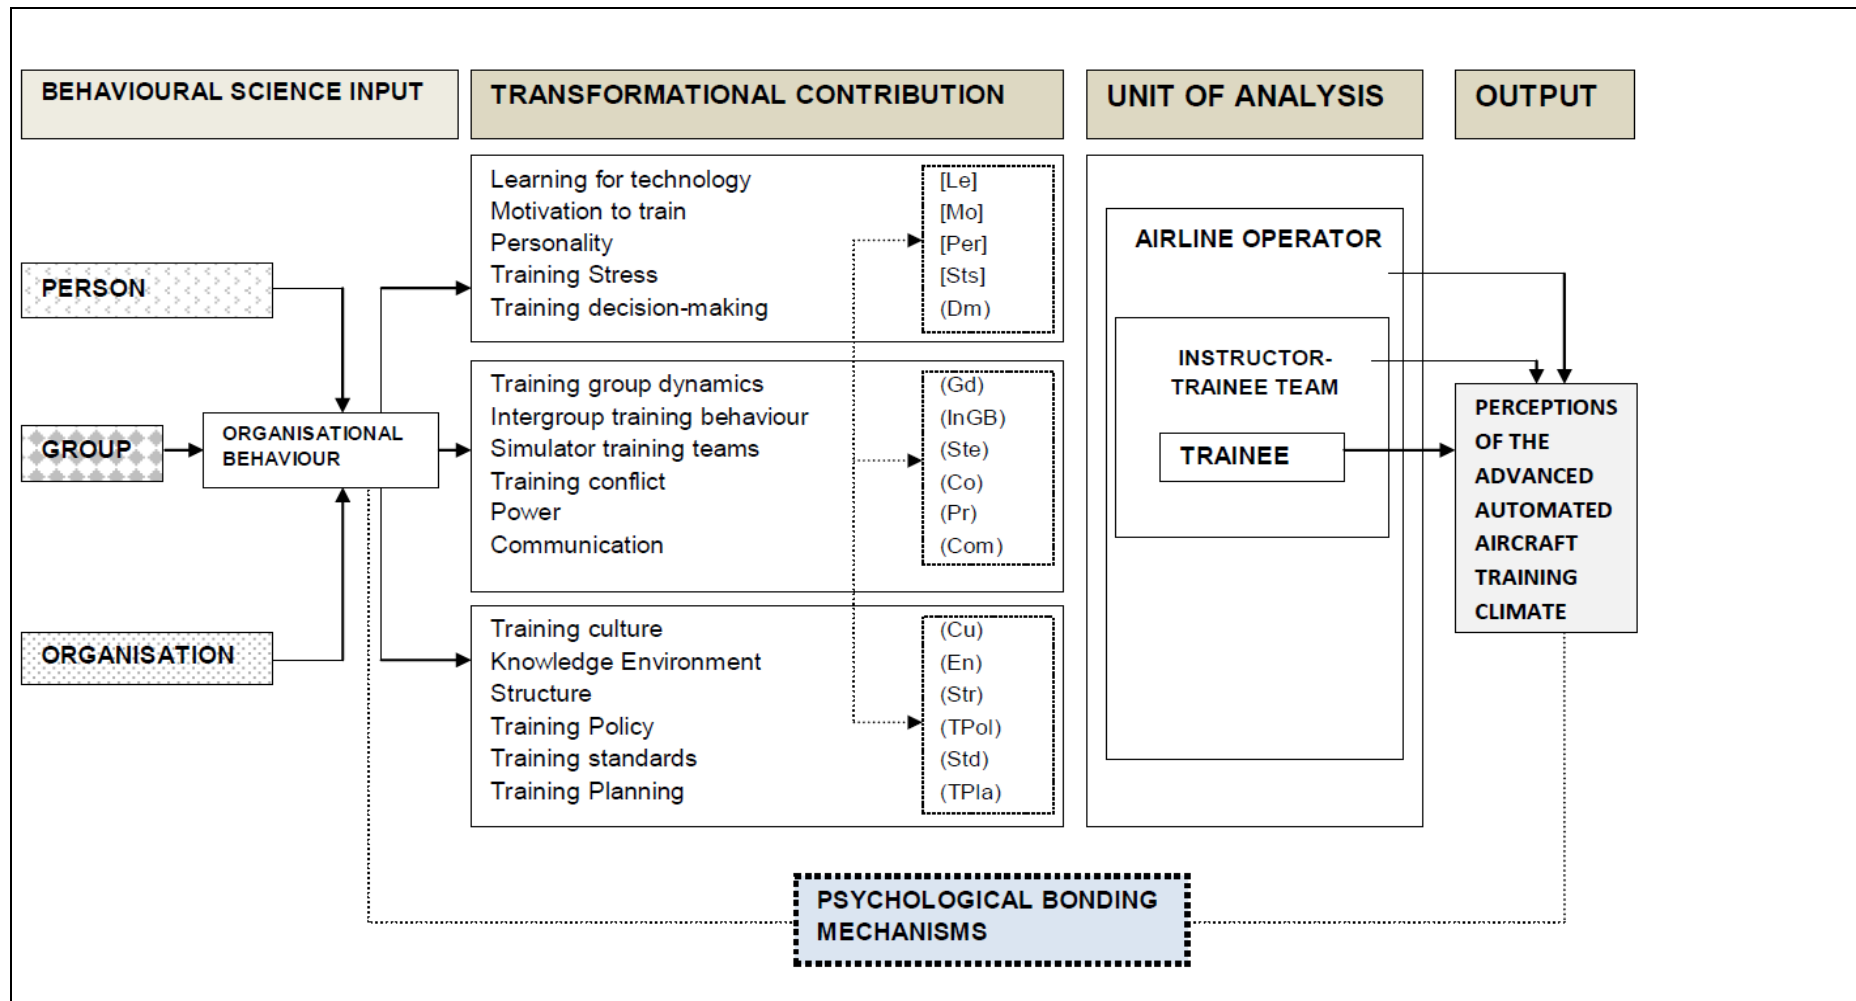 BEHAVIOURAL SCIENCE INPUT
TRANSFORMATIONAL CONTRIBUTION
UNIT OF ANALYSIS
OUTPUT
PERSON
GROUP
ORGANISATION
ORGANISATIONAL
BEHAVIOUR
Learning for technology [Le]
Motivation to train [Mo]
Personality [Per]
Training Stress [Sts]
Training decision-making (Dm)
Training group dynamics (Gd)
Intergroup training behaviour (InGB)
Simulator training teams (Ste)
Training conflict (Co)
Power (Pr)
Communication (Com)
Training culture (Cu)
Knowledge Environment (En)
Structure (Str)
Training Policy (TPol)
Training standards (Std)
Training Planning (TPla)
AIRLINE OPERATOR
INSTRUCTOR-
TRAINEE TEAM
TRAINEE
PERCEPTIONS
OF THE
ADVANCED
AUTOMATED
AIRCRAFT
TRAINING
CLIMATE
PSYCHOLOGICAL BONDING
MECHANISMS